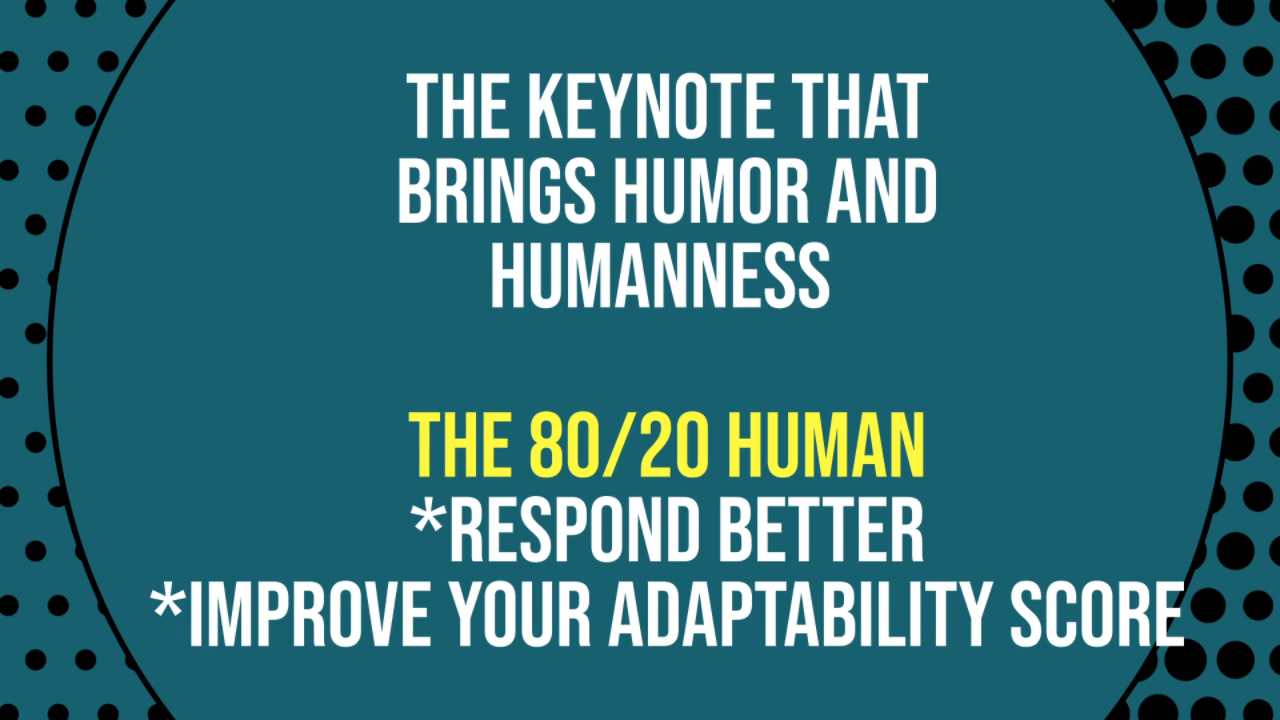 THE KEYNOTE THAT
BRINGS HUMOR AND
HUMANNESS
THE 80/20 HUMAN
*RESPOND BETTER
*IMPROVE YOUR ADAPTABILITY SCORE